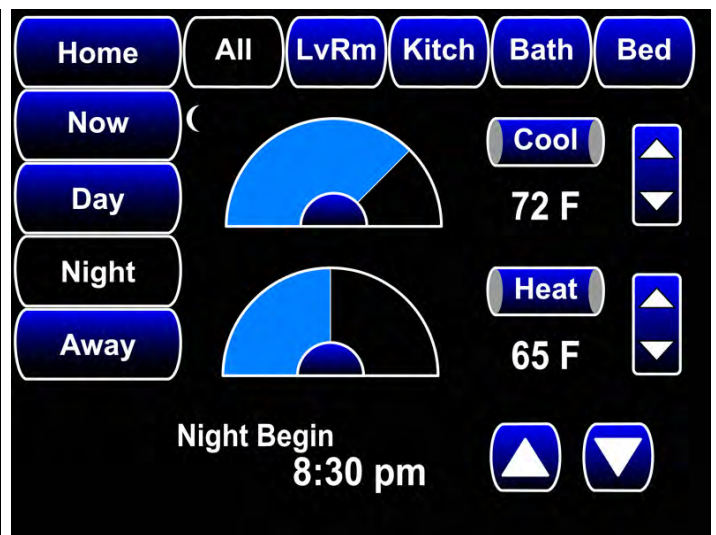 Home All LvRm Kitch Bath Bed
Now
Cool
Day
72 F
Night
Heat
Away
65 F
Night Begin
8:30 pm